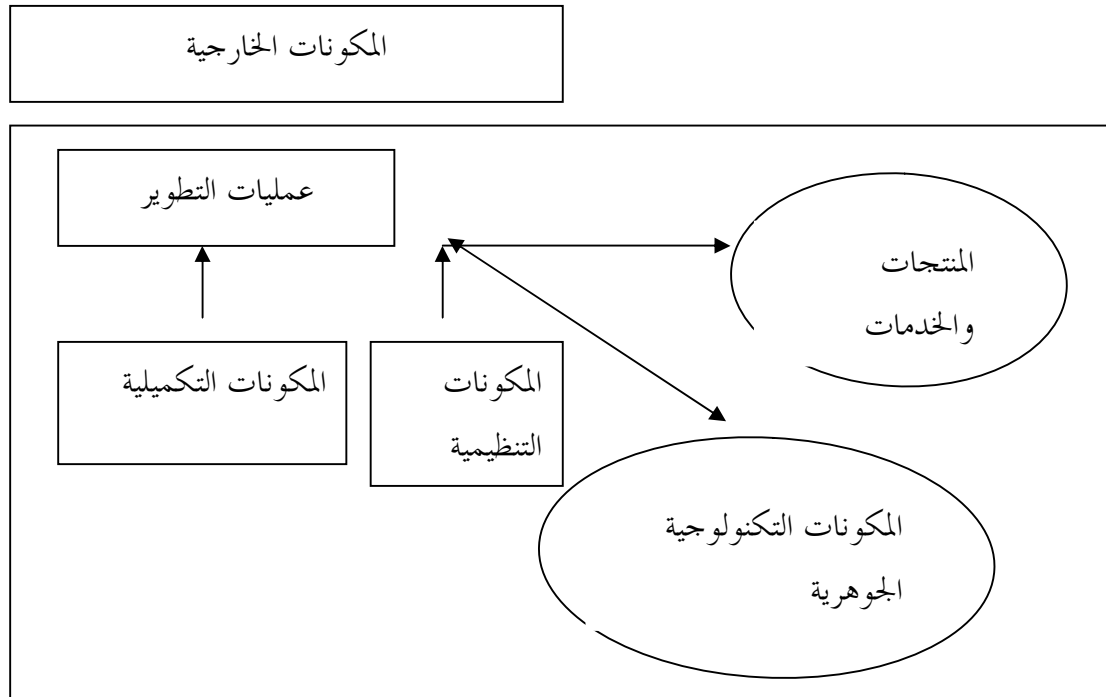 المكونات الخارجية
عمليات التطوير
المنتجات
والخدمات
المكونات
التنظيمية
المكونات التكميلية
المكونات التكنولوجية
الجوهرية